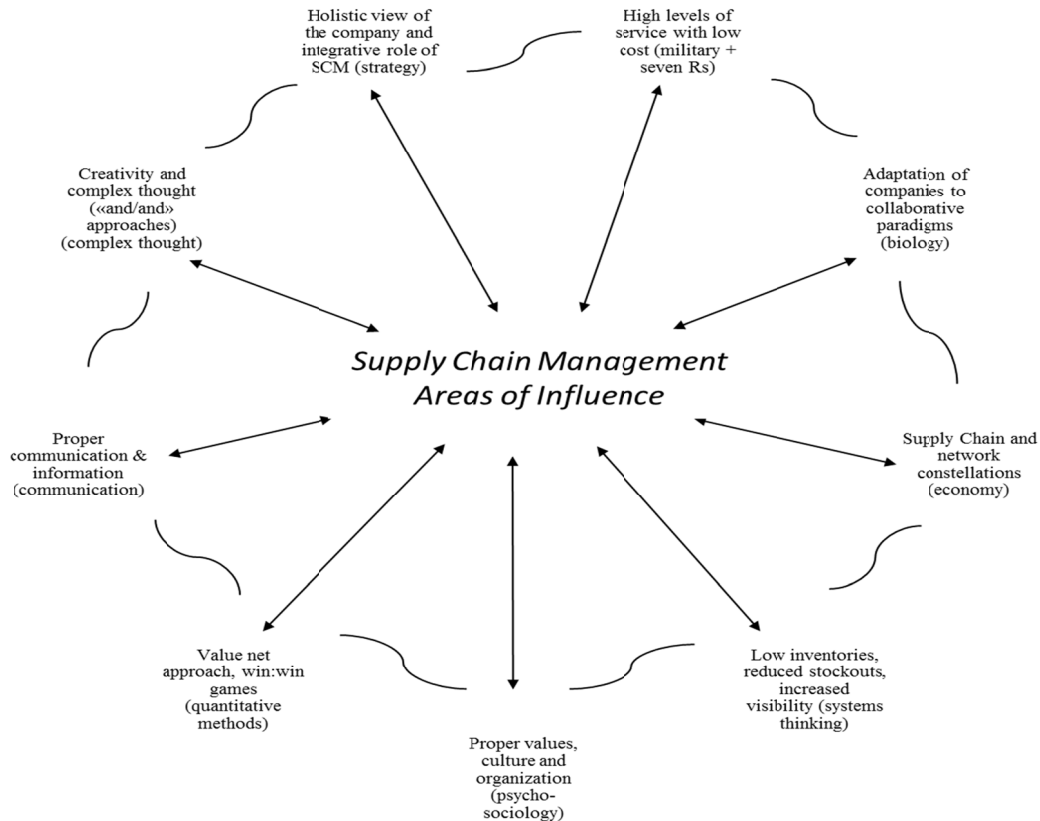 Holistic view of
the company and
integrative role of
SCM (strategy)
High levels of
service with low
cost (military +
seven Rs)
Creativity and
complex thought
(«and/and»
approaches)
(complex thought)
Adaptation of
companies to
collaborative
paradigms
(biology)
Supply Chain Management
Areas of Influence
Proper
communication &
information
(communication)
Supply Chain and
network
constellations
(economy)
Value net
approach, win:win
games
(quantitative
methods)
Low inventories,
reduced stockouts,
increased
visibility (systems
thinking)
Proper values,
culture and
organization
(psycho-
sociology)